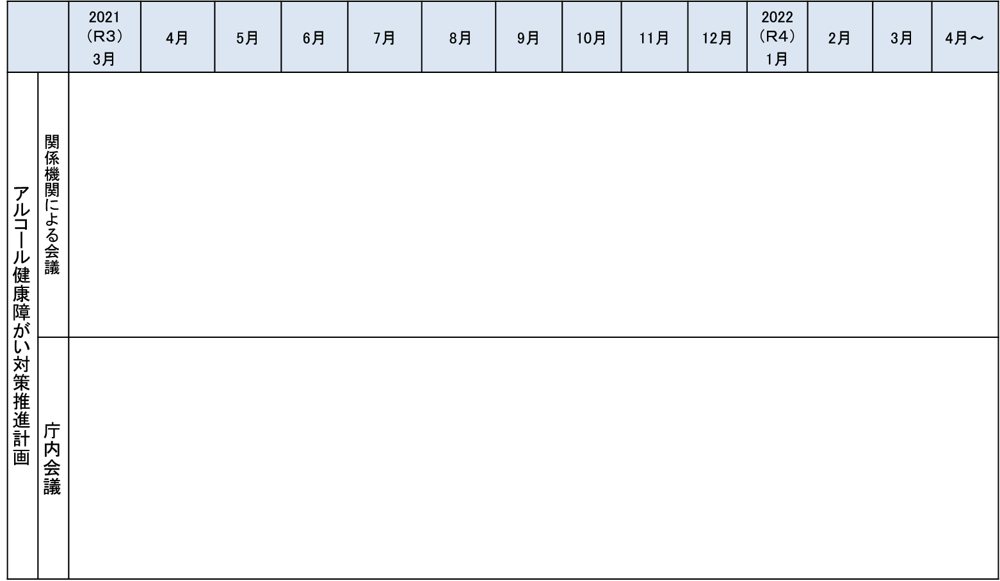 2021
（R３）
3月
4月
5月
6月
7月
8月
9月
10月
11月
12月
2022
（R４）
1月
2月
3月
4月～
アルコール健康障がい対策推進計画
関係機関による会議
庁内会議